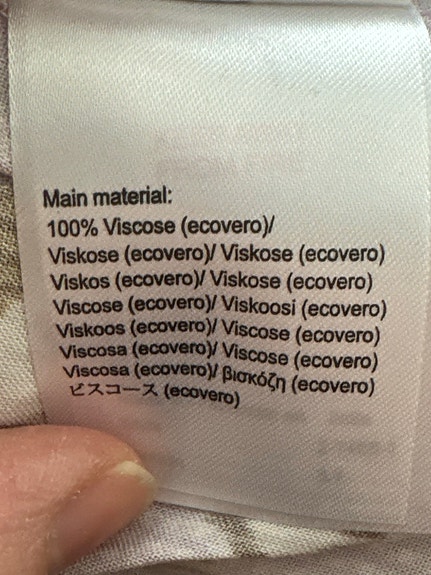 Main material:
100% Viscose (ecovero)/
Viskose (ecovero)/ Viskose (ecovero)
Viskos (ecovero)/ Viskose (ecovero)
Viscose (ecovero)/ Viskoosi (ecovero)
Viskoos (ecovero)/ Viscose (ecovero)
Viscosa (ecovero)/ Viscose (ecovero)
Viscosa (ecovero)/ βισκόζη (ecovero)
ビスコース (ecovero)